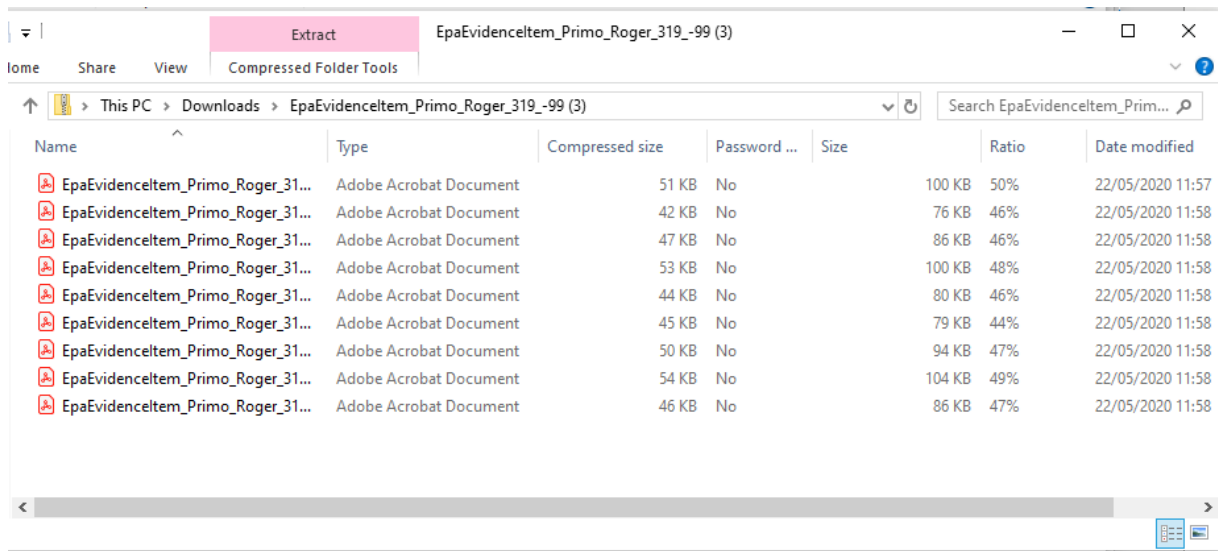 Extract EpaEvidenceItem_Primo_Roger_319_-99 (3)
Share View Compressed Folder Tools
This PC > Downloads > EpaEvidenceItem_Primo_Roger_319_-99 (3) Search EpaEvidenceItem_Prim...
Name Type Compressed size Password ... Size Ratio Date modified
EpaEvidenceItem_Primo_Roger_31... Adobe Acrobat Document 51 KB No 100 KB 50% 22/05/2020 11:57
EpaEvidenceItem_Primo_Roger_31... Adobe Acrobat Document 42 KB No 76 KB 46% 22/05/2020 11:58
EpaEvidenceItem_Primo_Roger_31... Adobe Acrobat Document 47 KB No 86 KB 46% 22/05/2020 11:58
EpaEvidenceItem_Primo_Roger_31... Adobe Acrobat Document 53 KB No 100 KB 48% 22/05/2020 11:58
EpaEvidenceItem_Primo_Roger_31... Adobe Acrobat Document 44 KB No 80 KB 46% 22/05/2020 11:58
EpaEvidenceItem_Primo_Roger_31... Adobe Acrobat Document 45 KB No 79 KB 44% 22/05/2020 11:58
EpaEvidenceItem_Primo_Roger_31... Adobe Acrobat Document 50 KB No 94 KB 47% 22/05/2020 11:58
EpaEvidenceItem_Primo_Roger_31... Adobe Acrobat Document 54 KB No 104 KB 49% 22/05/2020 11:58
EpaEvidenceItem_Primo_Roger_31... Adobe Acrobat Document 46 KB No 86 KB 47% 22/05/2020 11:58